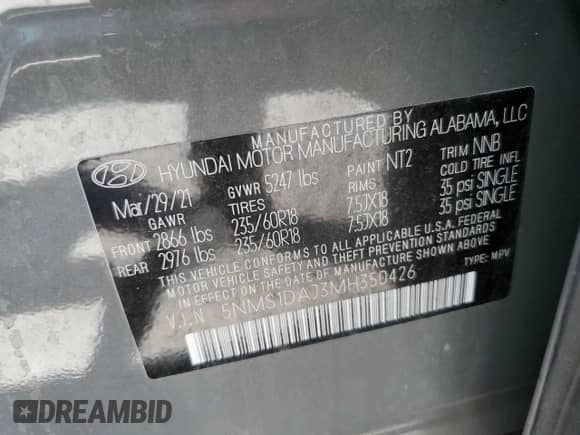 MANUFACTURED BY
HYUNDAI MOTOR MANUFACTURING ALABAMA, LLC
Mar/29/21 GVWR 5247 lbs PAINT NT2 TRIM NNB
GAWR TIRES RIMS COLD TIRE INFL
FRONT 2866 lbs 235/60R18 7.5JX18 35 psi SINGLE
REAR 2976 lbs 235/60R18 7.5JX18 35 psi SINGLE
THIS VEHICLE CONFORMS TO ALL APPLICABLE U.S.A. FEDERAL
MOTOR VEHICLE SAFETY AND THEFT PREVENTION STANDARDS
IN EFFECT ON THE DATE OF MANUFACTURE SHOWN ABOVE
V.I.N 5NMS1DAJ3MH350426 TYPE: MPV
DREAMBID